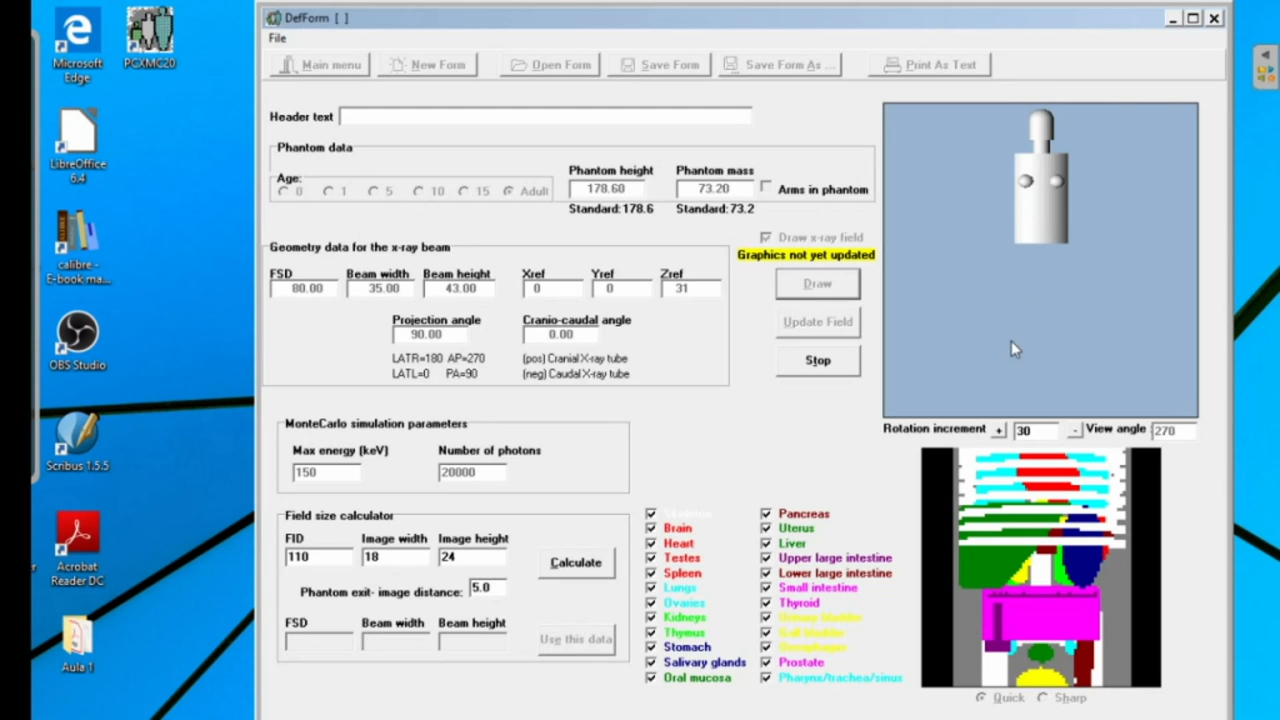 DefForm [ ]
File
Main menu
New Form
Open Form
Save Form
Save Form As ...
Print As Text
Microsoft
Edge
PCXMC20
LibreOffice
6.4
calibre -
E-book ma...
OBS Studio
Scribus 1.5.5
Acrobat
Reader DC
Aula 1
Header text
Phantom data
Age:
0 1 5 10 15 Adult
Phantom height
178.60
Standard:178.6
Phantom mass
73.20
Standard:73.2
Arms in phantom
Geometry data for the x-ray beam
FSD Beam width Beam height Xref Yref Zref
80.00 35.00 43.00 0 0 31
Projection angle
90.00
LATR=180 AP=270
LATL=0 PA=90
Cranio-caudal angle
0.00
(pos) Cranial X-ray tube
(neg) Caudal X-ray tube
Draw x-ray field
Graphics not yet updated
Draw
Update Field
Stop
Rotation increment + 30 - View angle 270
MonteCarlo simulation parameters
Max energy (keV) Number of photons
150 20000
Field size calculator
FID Image width Image height
110 18 24
Calculate
Phantom exit- image distance: 5.0
FSD Beam width Beam height
Use this data
Skeleton
Brain
Heart
Testes
Spleen
Lungs
Ovaries
Kidneys
Thymus
Stomach
Salivary glands
Oral mucosa
Pancreas
Uterus
Liver
Upper large intestine
Lower large intestine
Small intestine
Thyroid
Urinary bladder
Gall bladder
Oesophagus
Prostate
Pharynx/trachea/sinus
Quick Sharp